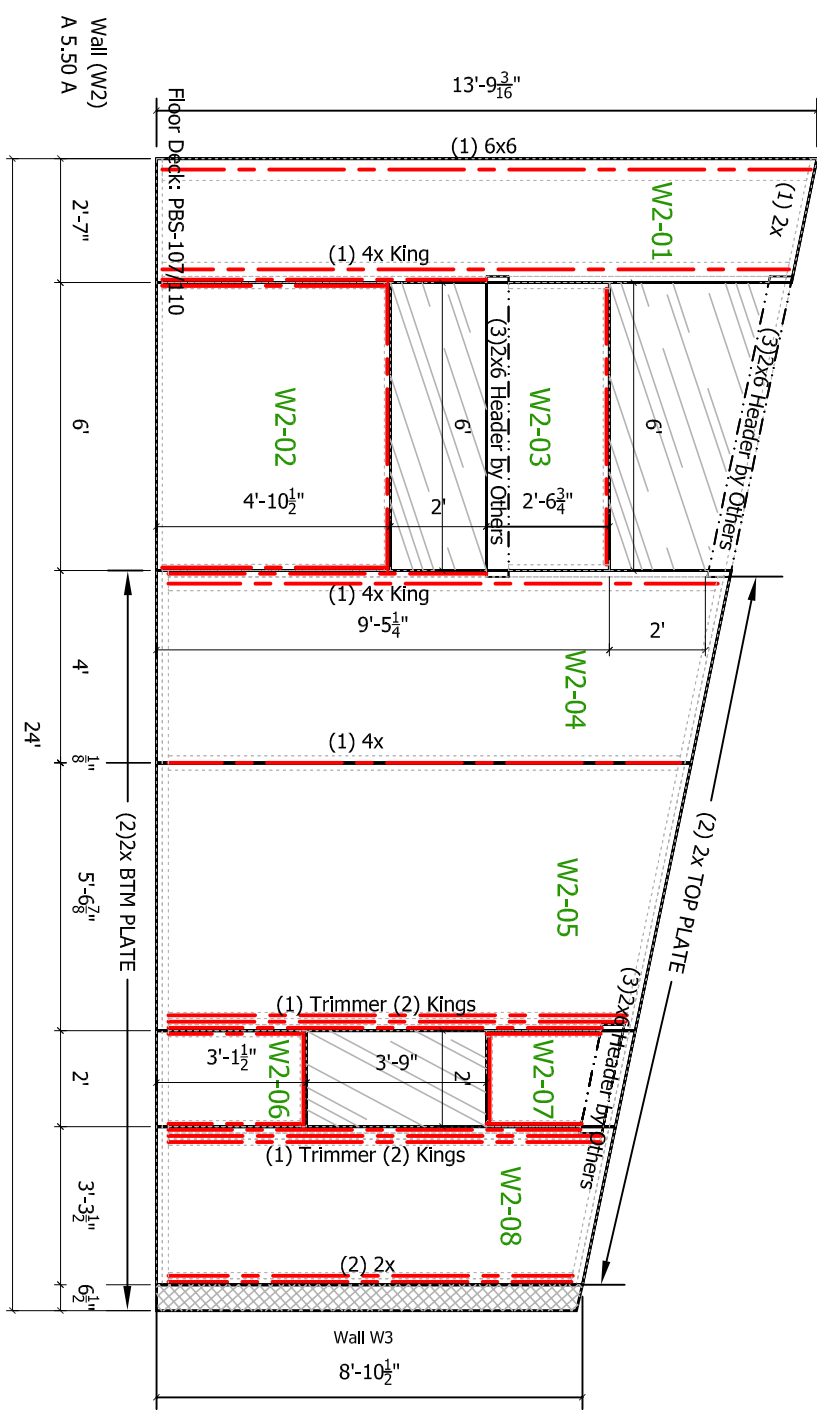 13'-9 3/16"
(1) 6x6
(1) 2x
W2-01
(1) 4x King
Floor Deck: PBS-107/110
Wall (W2)
A 5.50 A
2'-7"
(3)2x6 Header by Others
(3)2x6 Header by Others
W2-02
W2-03
6'
6'
6'
4'-10 1/2"
2'
2'-6 3/4"
(1) 4x King
9'-5 1/4"
2'
W2-04
4'
(1) 4x
1/8"
24'
(2)2x BTM PLATE
(2) 2x TOP PLATE
W2-05
5'-6 7/8"
(1) Trimmer (2) Kings
(3)2x6 Header by Others
3'-1 1/2"
W2-06
3'-9"
2'
W2-07
2'
(1) Trimmer (2) Kings
W2-08
3'-3 1/2"
(2) 2x
6 1/2"
Wall W3
8'-10 1/2"